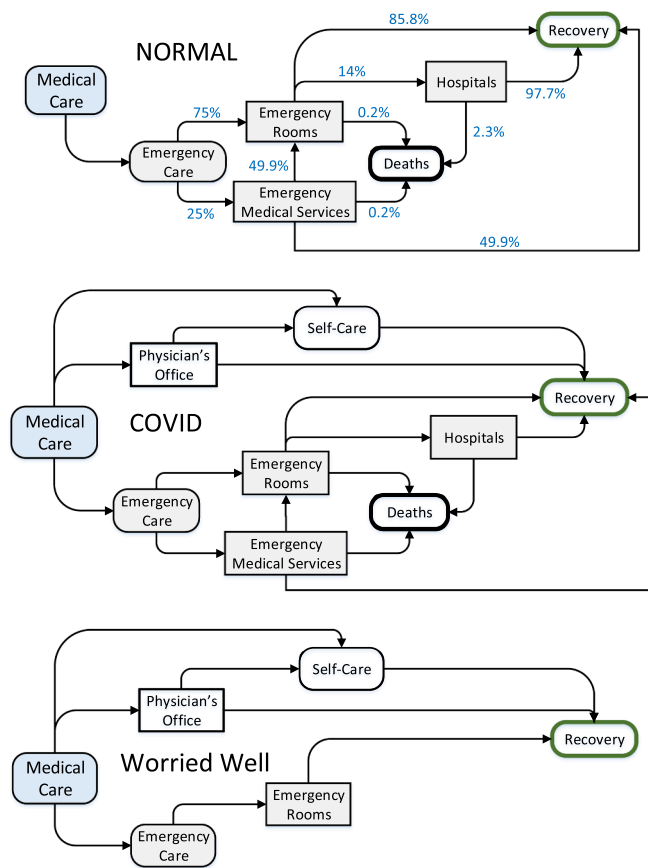 85.8%
Recovery
NORMAL
Medical
Care
14%
Hospitals
97.7%
75%
Emergency
Rooms
0.2%
2.3%
Emergency
Care
49.9%
Deaths
25%
Emergency
Medical Services
0.2%
49.9%
Self-Care
Physician's
Office
Recovery
Medical
Care
COVID
Hospitals
Emergency
Rooms
Emergency
Care
Deaths
Emergency
Medical Services
Self-Care
Physician's
Office
Recovery
Medical
Care
Worried Well
Emergency
Rooms
Emergency
Care